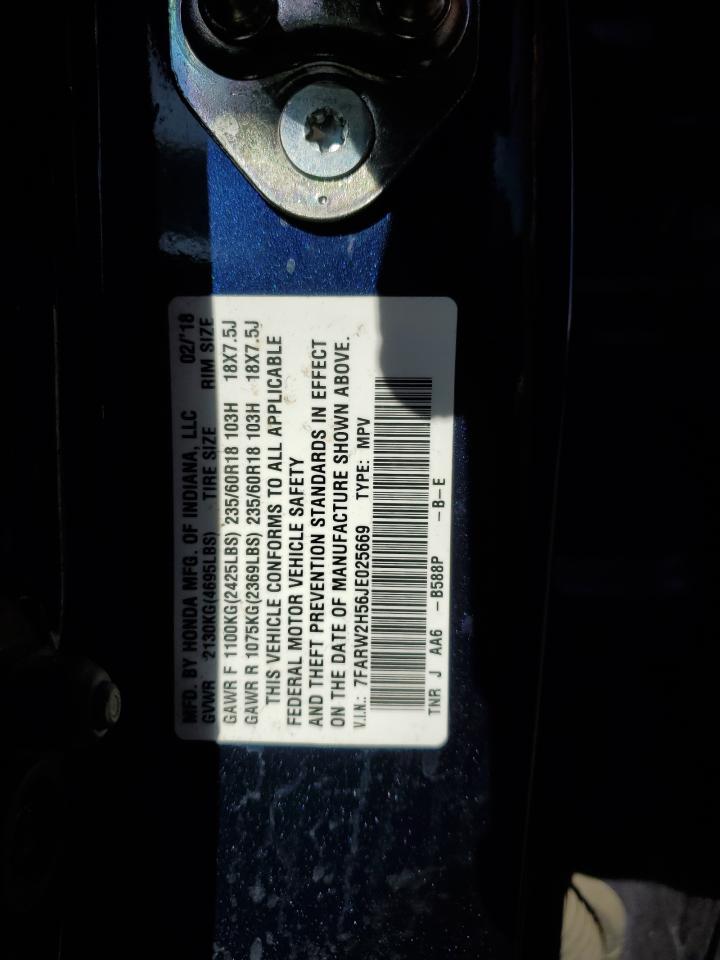 MFD. BY HONDA MFG. OF INDIANA, LLC 02/'18
GVWR 2130KG(4695LBS) TIRE SIZE RIM SIZE
GAWR F 1100KG(2425LBS) 235/60R18 103H 18X7.5J
GAWR R 1075KG(2369LBS) 235/60R18 103H 18X7.5J
THIS VEHICLE CONFORMS TO ALL APPLICABLE
FEDERAL MOTOR VEHICLE SAFETY
AND THEFT PREVENTION STANDARDS IN EFFECT
ON THE DATE OF MANUFACTURE SHOWN ABOVE.
V.I.N.: 7FARW2H56JE025669 TYPE: MPV
TNR J AA6 -B588P -B-E